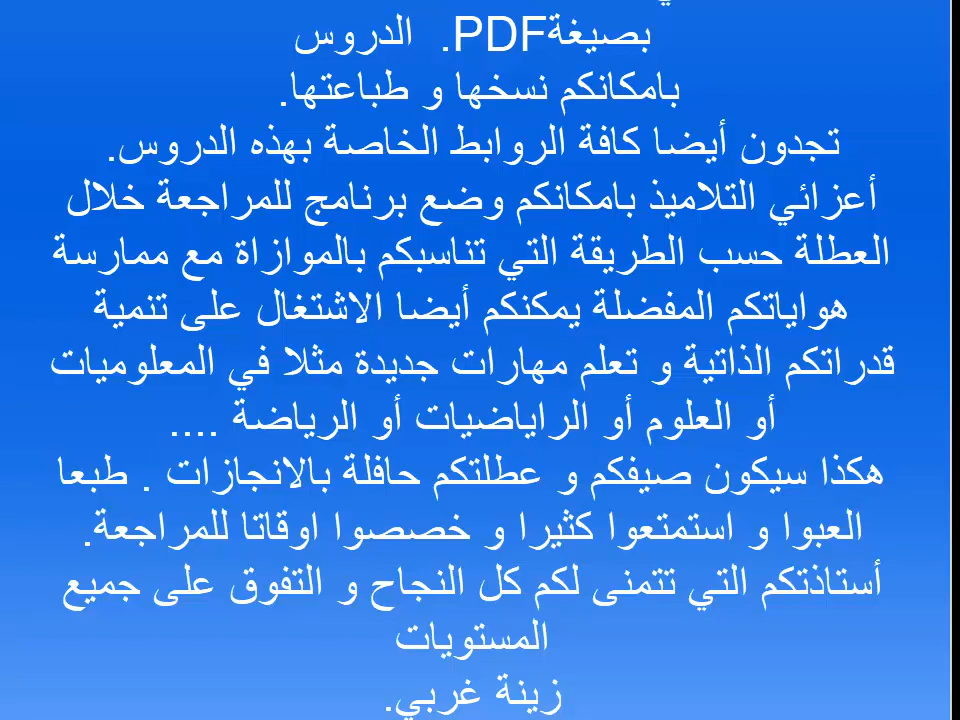 بصيغةPDF. الدروس
بامكانكم نسخها و طباعتها.
تجدون أيضا كافة الروابط الخاصة بهذه الدروس.
أعزائي التلاميذ بامكانكم وضع برنامج للمراجعة خلال
العطلة حسب الطريقة التي تناسبكم بالموازاة مع ممارسة
هواياتكم المفضلة يمكنكم أيضا الاشتغال على تنمية
قدراتكم الذاتية و تعلم مهارات جديدة مثلا في المعلوميات
أو العلوم أو الراياضيات أو الرياضة ....
هكذا سيكون صيفكم و عطلتكم حافلة بالانجازات . طبعا
العبوا و استمتعوا كثيرا و خصصوا اوقاتا للمراجعة.
أستاذتكم التي تتمنى لكم كل النجاح و التفوق على جميع
المستويات
زينة غربي.